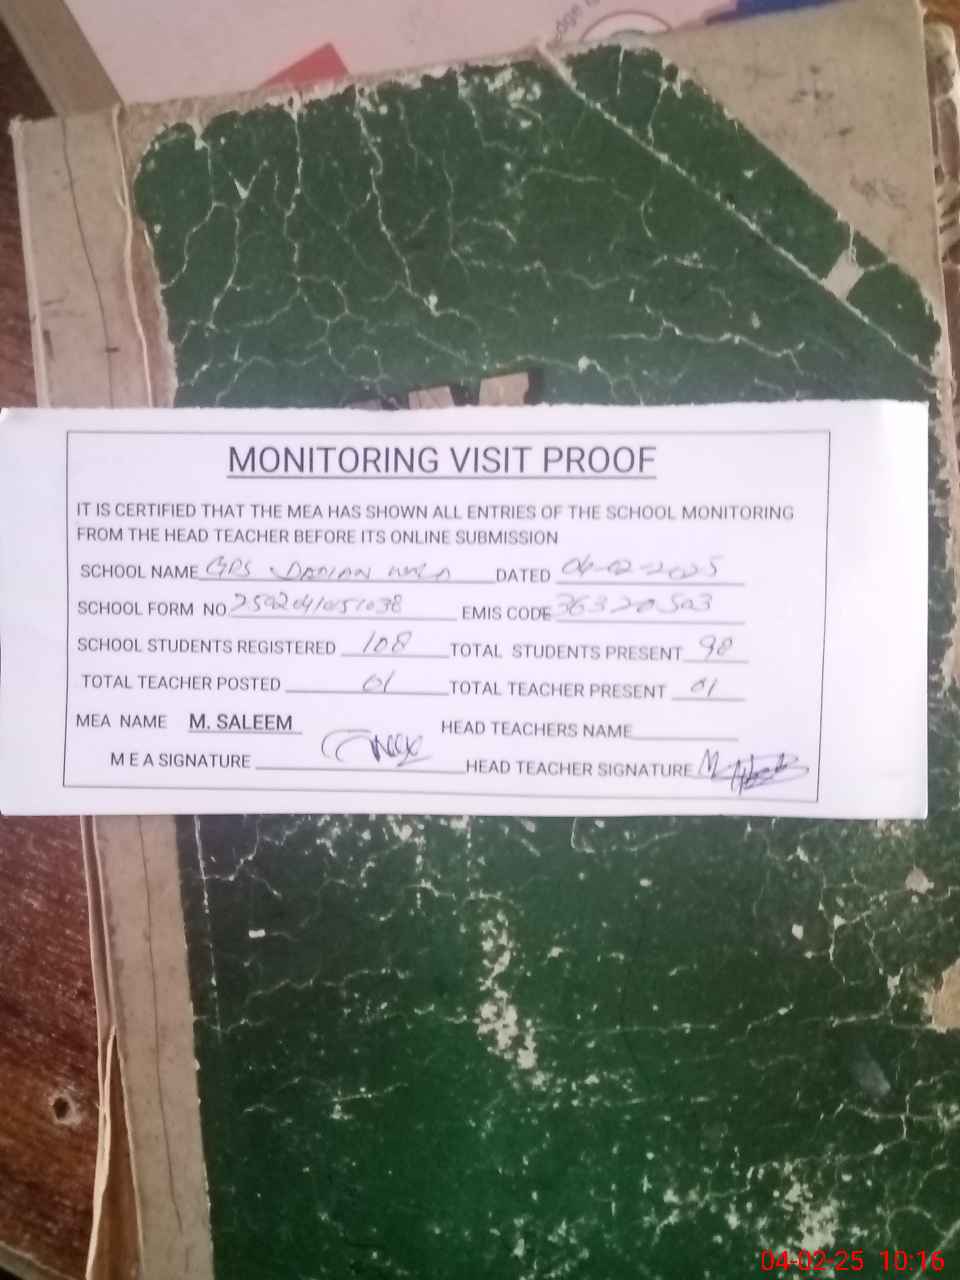 MONITORING VISIT PROOF
IT IS CERTIFIED THAT THE MEA HAS SHOWN ALL ENTRIES OF THE SCHOOL MONITORING
FROM THE HEAD TEACHER BEFORE ITS ONLINE SUBMISSION
SCHOOL NAME GPS DATED 04-02-2025
SCHOOL FORM NO EMIS CODE 36320503
SCHOOL STUDENTS REGISTERED 108 TOTAL STUDENTS PRESENT 98
TOTAL TEACHER POSTED 01 TOTAL TEACHER PRESENT 01
MEA NAME M. SALEEM HEAD TEACHERS NAME
M E A SIGNATURE HEAD TEACHER SIGNATURE
04-02-25 10:16